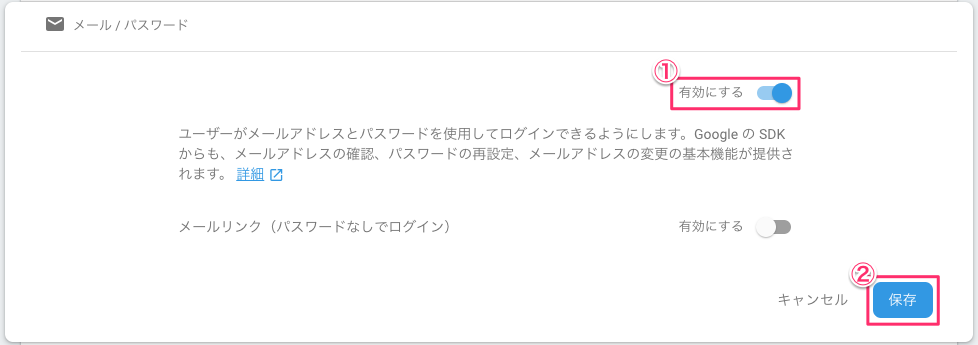 メール / パスワード
①
有効にする
ユーザーがメールアドレスとパスワードを使用してログインできるようにします。Google の SDK
からも、メールアドレスの確認、パスワードの再設定、メールアドレスの変更の基本機能が提供さ
れます。 詳細
メールリンク（パスワードなしでログイン） 有効にする
②
キャンセル 保存